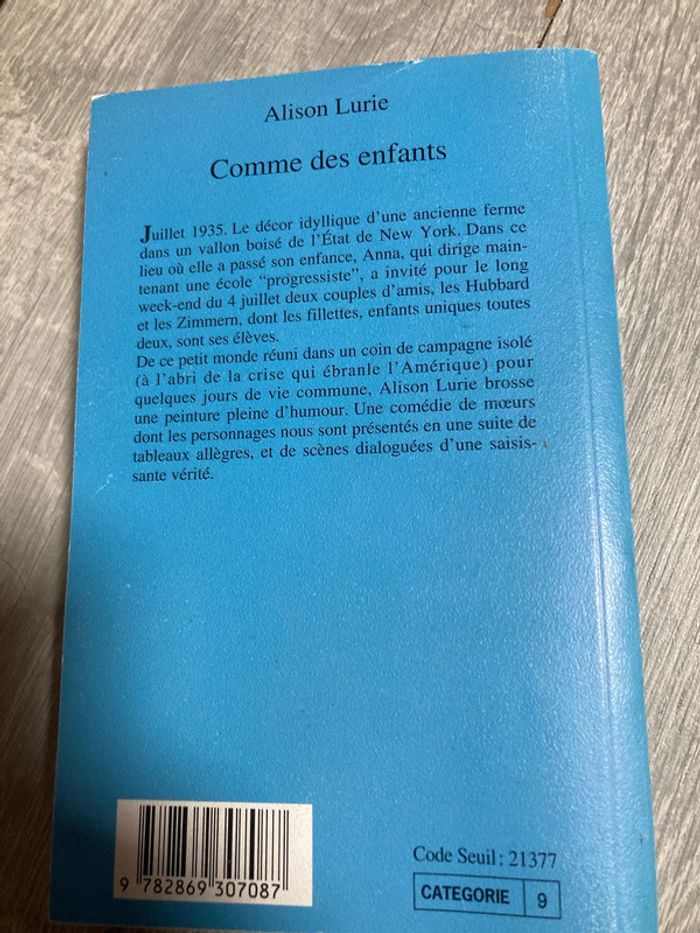 Alison Lurie
Comme des enfants
Juillet 1935. Le décor idyllique d'une ancienne ferme
dans un vallon boisé de l'État de New York. Dans ce
lieu où elle a passé son enfance, Anna, qui dirige main-
tenant une école "progressiste", a invité pour le long
week-end du 4 juillet deux couples d'amis, les Hubbard
et les Zimmern, dont les fillettes, enfants uniques toutes
deux, sont ses élèves.
De ce petit monde réuni dans un coin de campagne isolé
(à l'abri de la crise qui ébranle l'Amérique) pour
quelques jours de vie commune, Alison Lurie brosse
une peinture pleine d'humour. Une comédie de mœurs
dont les personnages nous sont présentés en une suite de
tableaux allègres, et de scènes dialoguées d'une saisis-
sante vérité.
9 782869 307087
Code Seuil : 21377
CATEGORIE 9